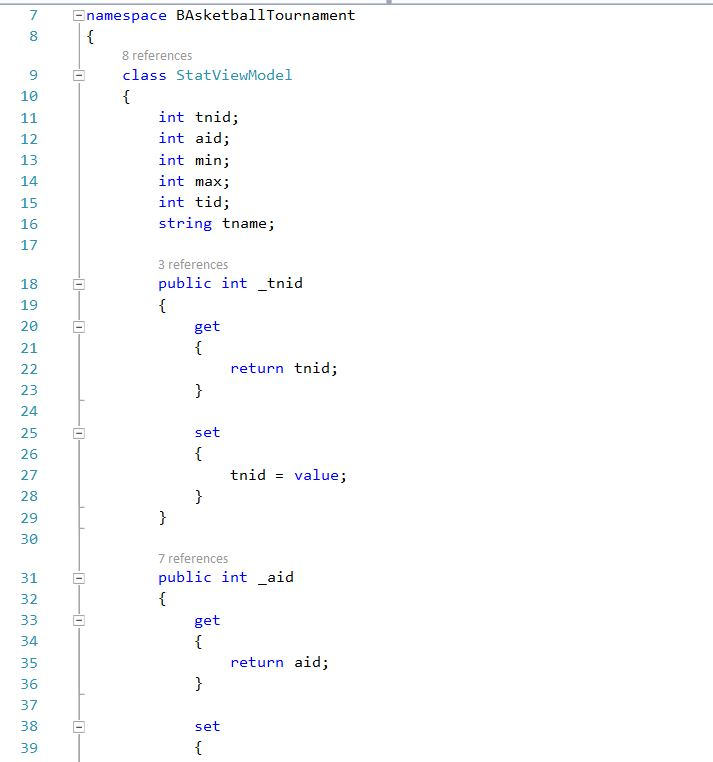 7 namespace BAsketballTournament
8 {
8 references
9 class StatViewModel
10 {
11 int tnid;
12 int aid;
13 int min;
14 int max;
15 int tid;
16 string tname;
17
3 references
18 public int _tnid
19 {
20 get
21 {
22 return tnid;
23 }
24
25 set
26 {
27 tnid = value;
28 }
29 }
30
7 references
31 public int _aid
32 {
33 get
34 {
35 return aid;
36 }
37
38 set
39 {